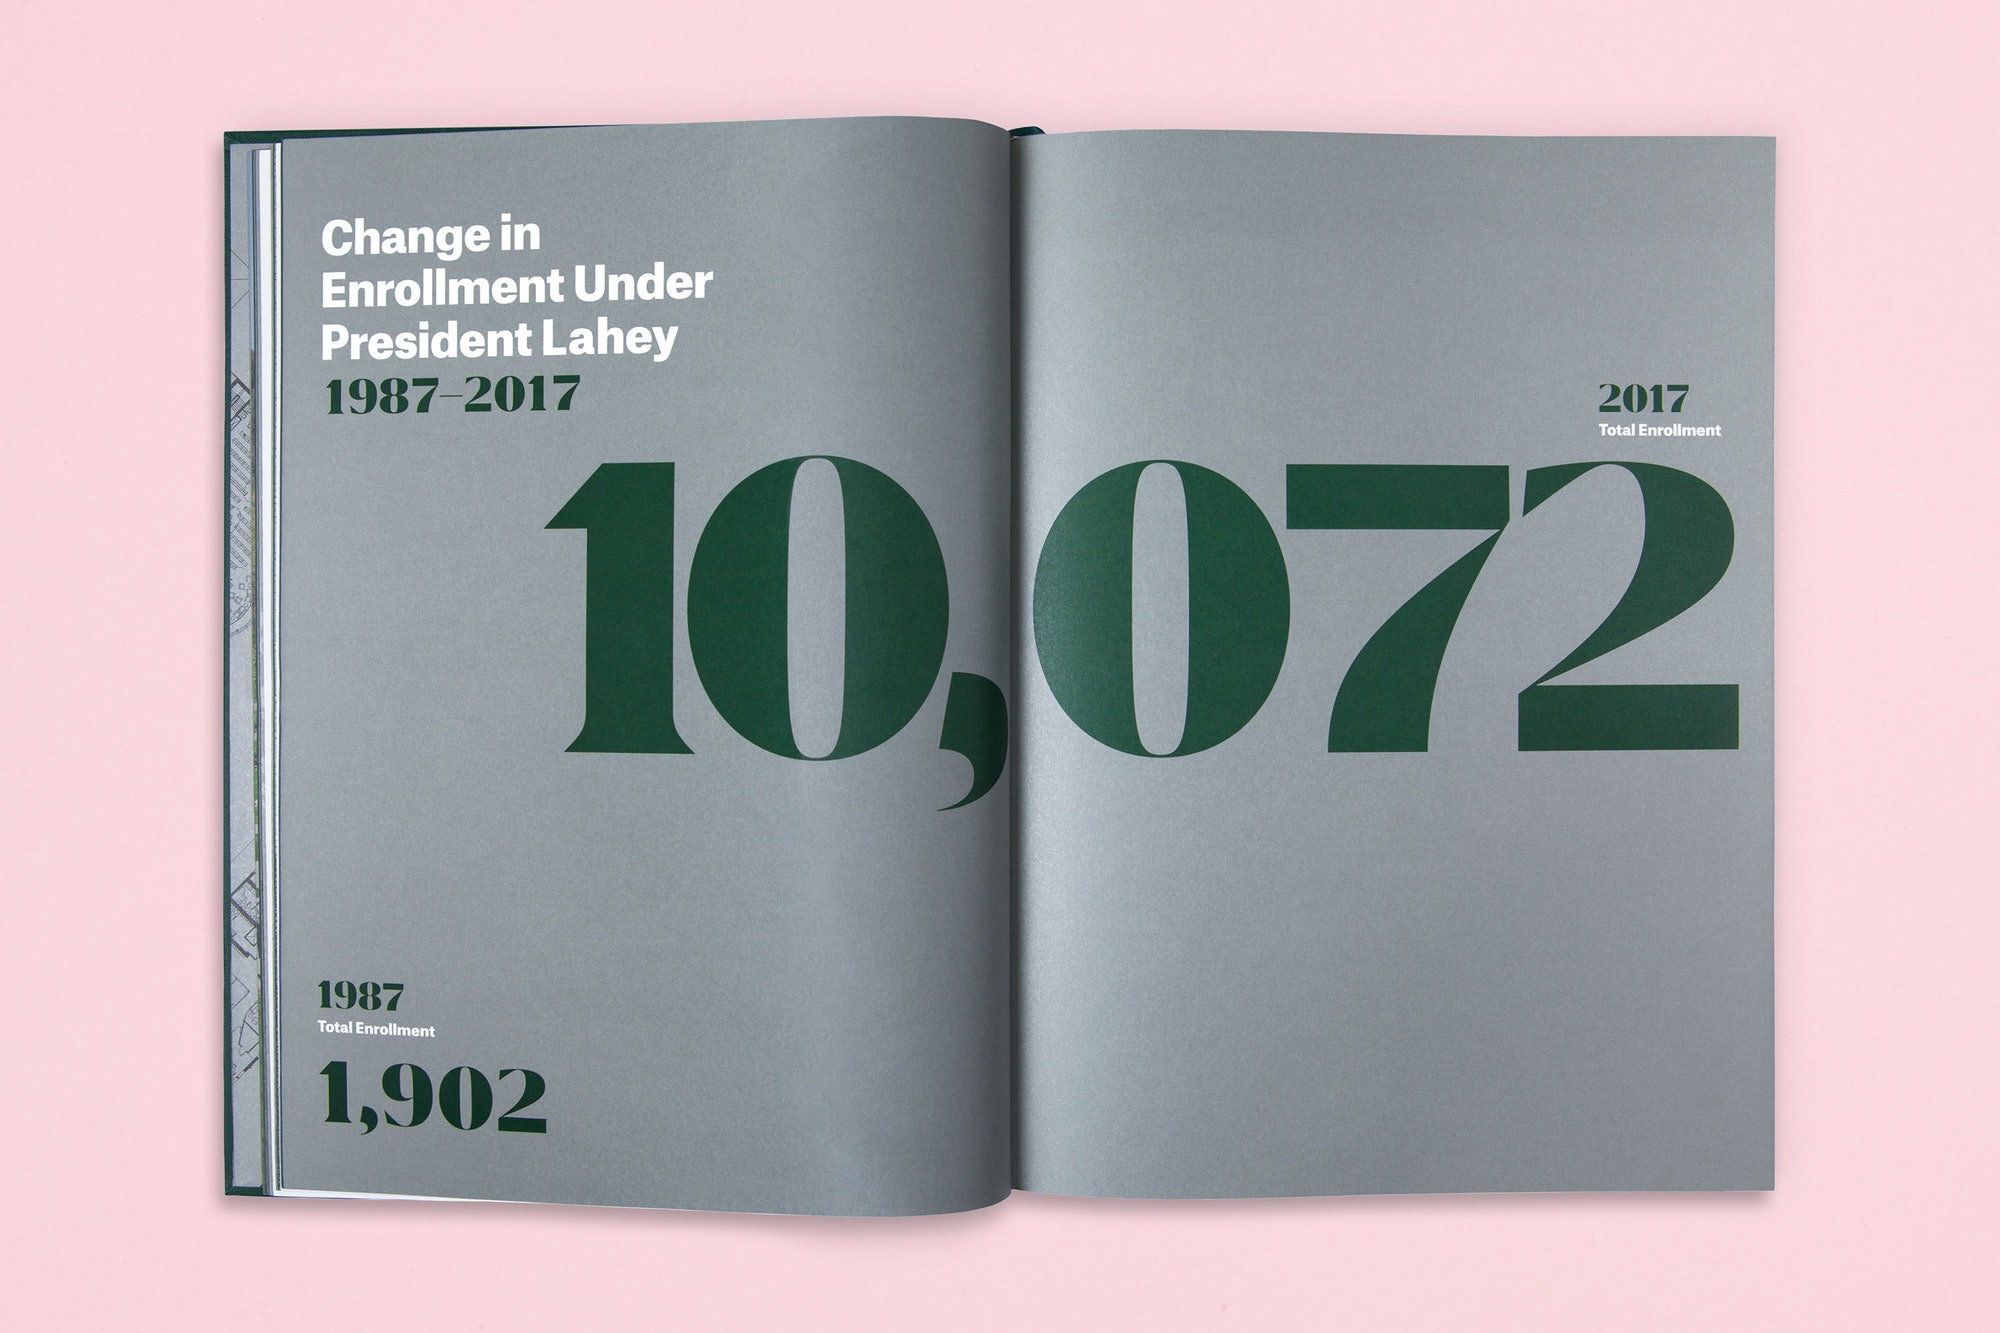 Change in
Enrollment Under
President Lahey
1987–2017
10,072
2017
Total Enrollment
1987
Total Enrollment
1,902